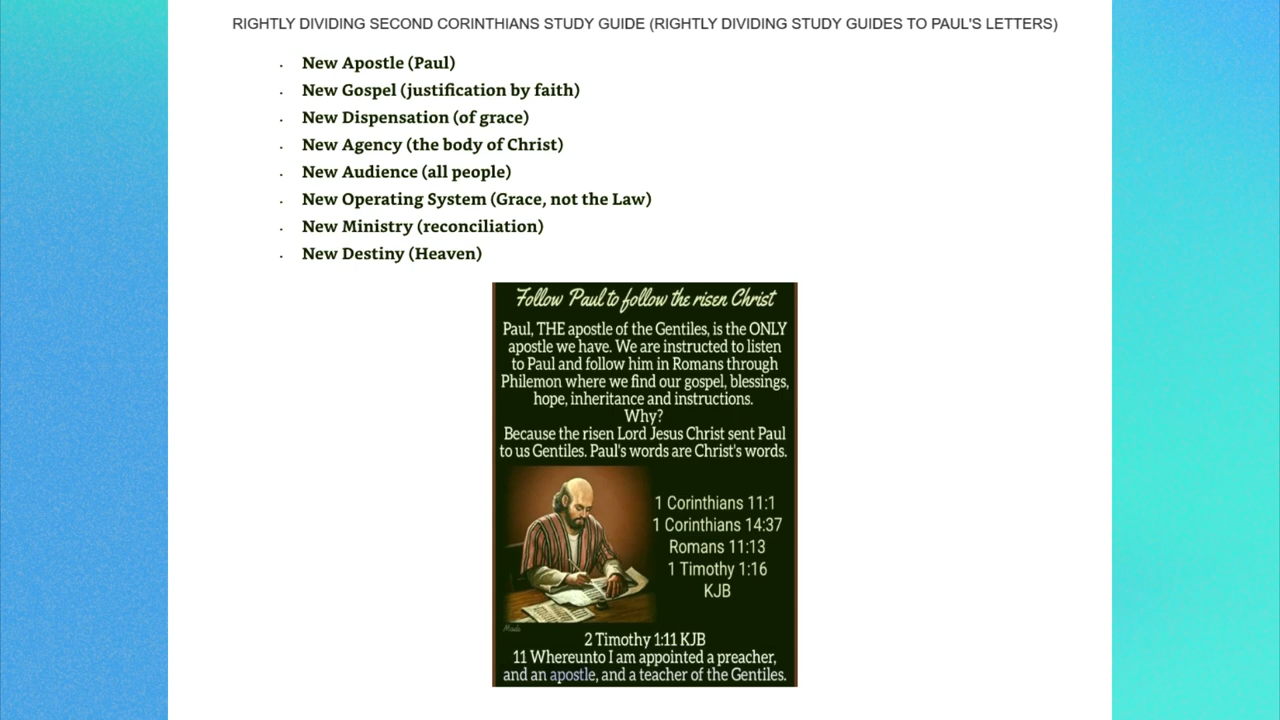 RIGHTLY DIVIDING SECOND CORINTHIANS STUDY GUIDE (RIGHTLY DIVIDING STUDY GUIDES TO PAUL'S LETTERS)
· New Apostle (Paul)
· New Gospel (justification by faith)
· New Dispensation (of grace)
· New Agency (the body of Christ)
· New Audience (all people)
· New Operating System (Grace, not the Law)
· New Ministry (reconciliation)
· New Destiny (Heaven)
Follow Paul to follow the risen Christ
Paul, THE apostle of the Gentiles, is the ONLY
apostle we have. We are instructed to listen
to Paul and follow him in Romans through
Philemon where we find our gospel, blessings,
hope, inheritance and instructions.
Why?
Because the risen Lord Jesus Christ sent Paul
to us Gentiles. Paul's words are Christ's words.
1 Corinthians 11:1
1 Corinthians 14:37
Romans 11:13
1 Timothy 1:16
KJB
2 Timothy 1:11 KJB
11 Whereunto I am appointed a preacher,
and an apostle, and a teacher of the Gentiles.